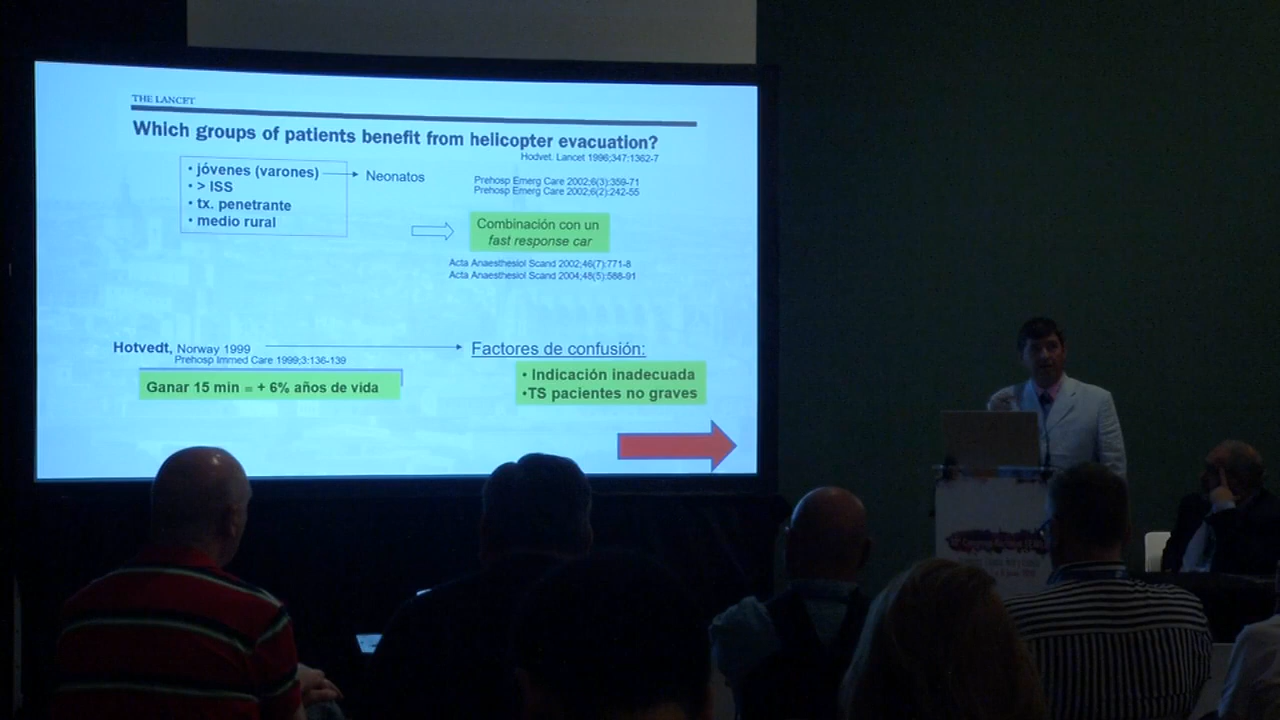 THE LANCET
Which groups of patients benefit from helicopter evacuation?
Hodvet. Lancet 1996;347:1362-7
• jóvenes (varones)
• > ISS
• tx. penetrante
• medio rural
Neonatos
Prehosp Emerg Care 2002;6(3):359-71
Prehosp Emerg Care 2002;6(2):242-55
Combinación con un
fast response car
Acta Anaesthesiol Scand 2002;46(7):771-8
Acta Anaesthesiol Scand 2004;48(5):588-91
Hotvedt, Norway 1999
Prehosp Immed Care 1999;3:136-139
Ganar 15 min = + 6% años de vida
Factores de confusión:
• Indicación inadecuada
•TS pacientes no graves